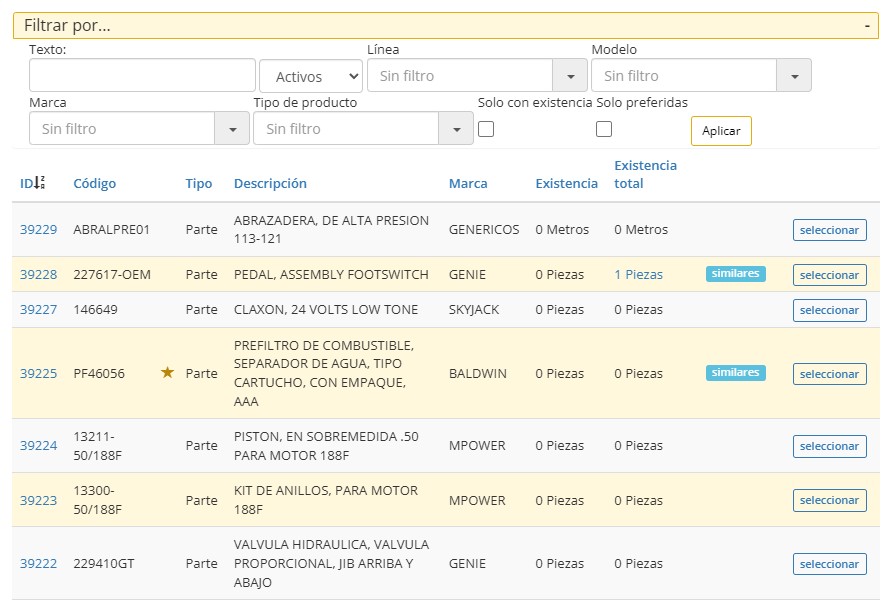 Filtrar por... -
Texto: Línea Modelo
Activos Sin filtro Sin filtro
Marca Tipo de producto Solo con existencia Solo preferidas
Sin filtro Sin filtro Aplicar
ID Código Tipo Descripción Marca Existencia Existencia total
39229 ABRALPRE01 Parte ABRAZADERA, DE ALTA PRESION GENERICOS 0 Metros 0 Metros seleccionar
113-121
39228 227617-OEM Parte PEDAL, ASSEMBLY FOOTSWITCH GENIE 0 Piezas 1 Piezas similares seleccionar
39227 146649 Parte CLAXON, 24 VOLTS LOW TONE SKYJACK 0 Piezas 0 Piezas seleccionar
39225 PF46056 ★ Parte PREFILTRO DE COMBUSTIBLE, BALDWIN 0 Piezas 0 Piezas similares seleccionar
SEPARADOR DE AGUA, TIPO
CARTUCHO, CON EMPAQUE,
AAA
39224 13211- Parte PISTON, EN SOBREMEDIDA .50 MPOWER 0 Piezas 0 Piezas seleccionar
50/188F PARA MOTOR 188F
39223 13300- Parte KIT DE ANILLOS, PARA MOTOR MPOWER 0 Piezas 0 Piezas seleccionar
50/188F 188F
39222 229410GT Parte VALVULA HIDRAULICA, VALVULA GENIE 0 Piezas 0 Piezas seleccionar
PROPORCIONAL, JIB ARRIBA Y
ABAJO